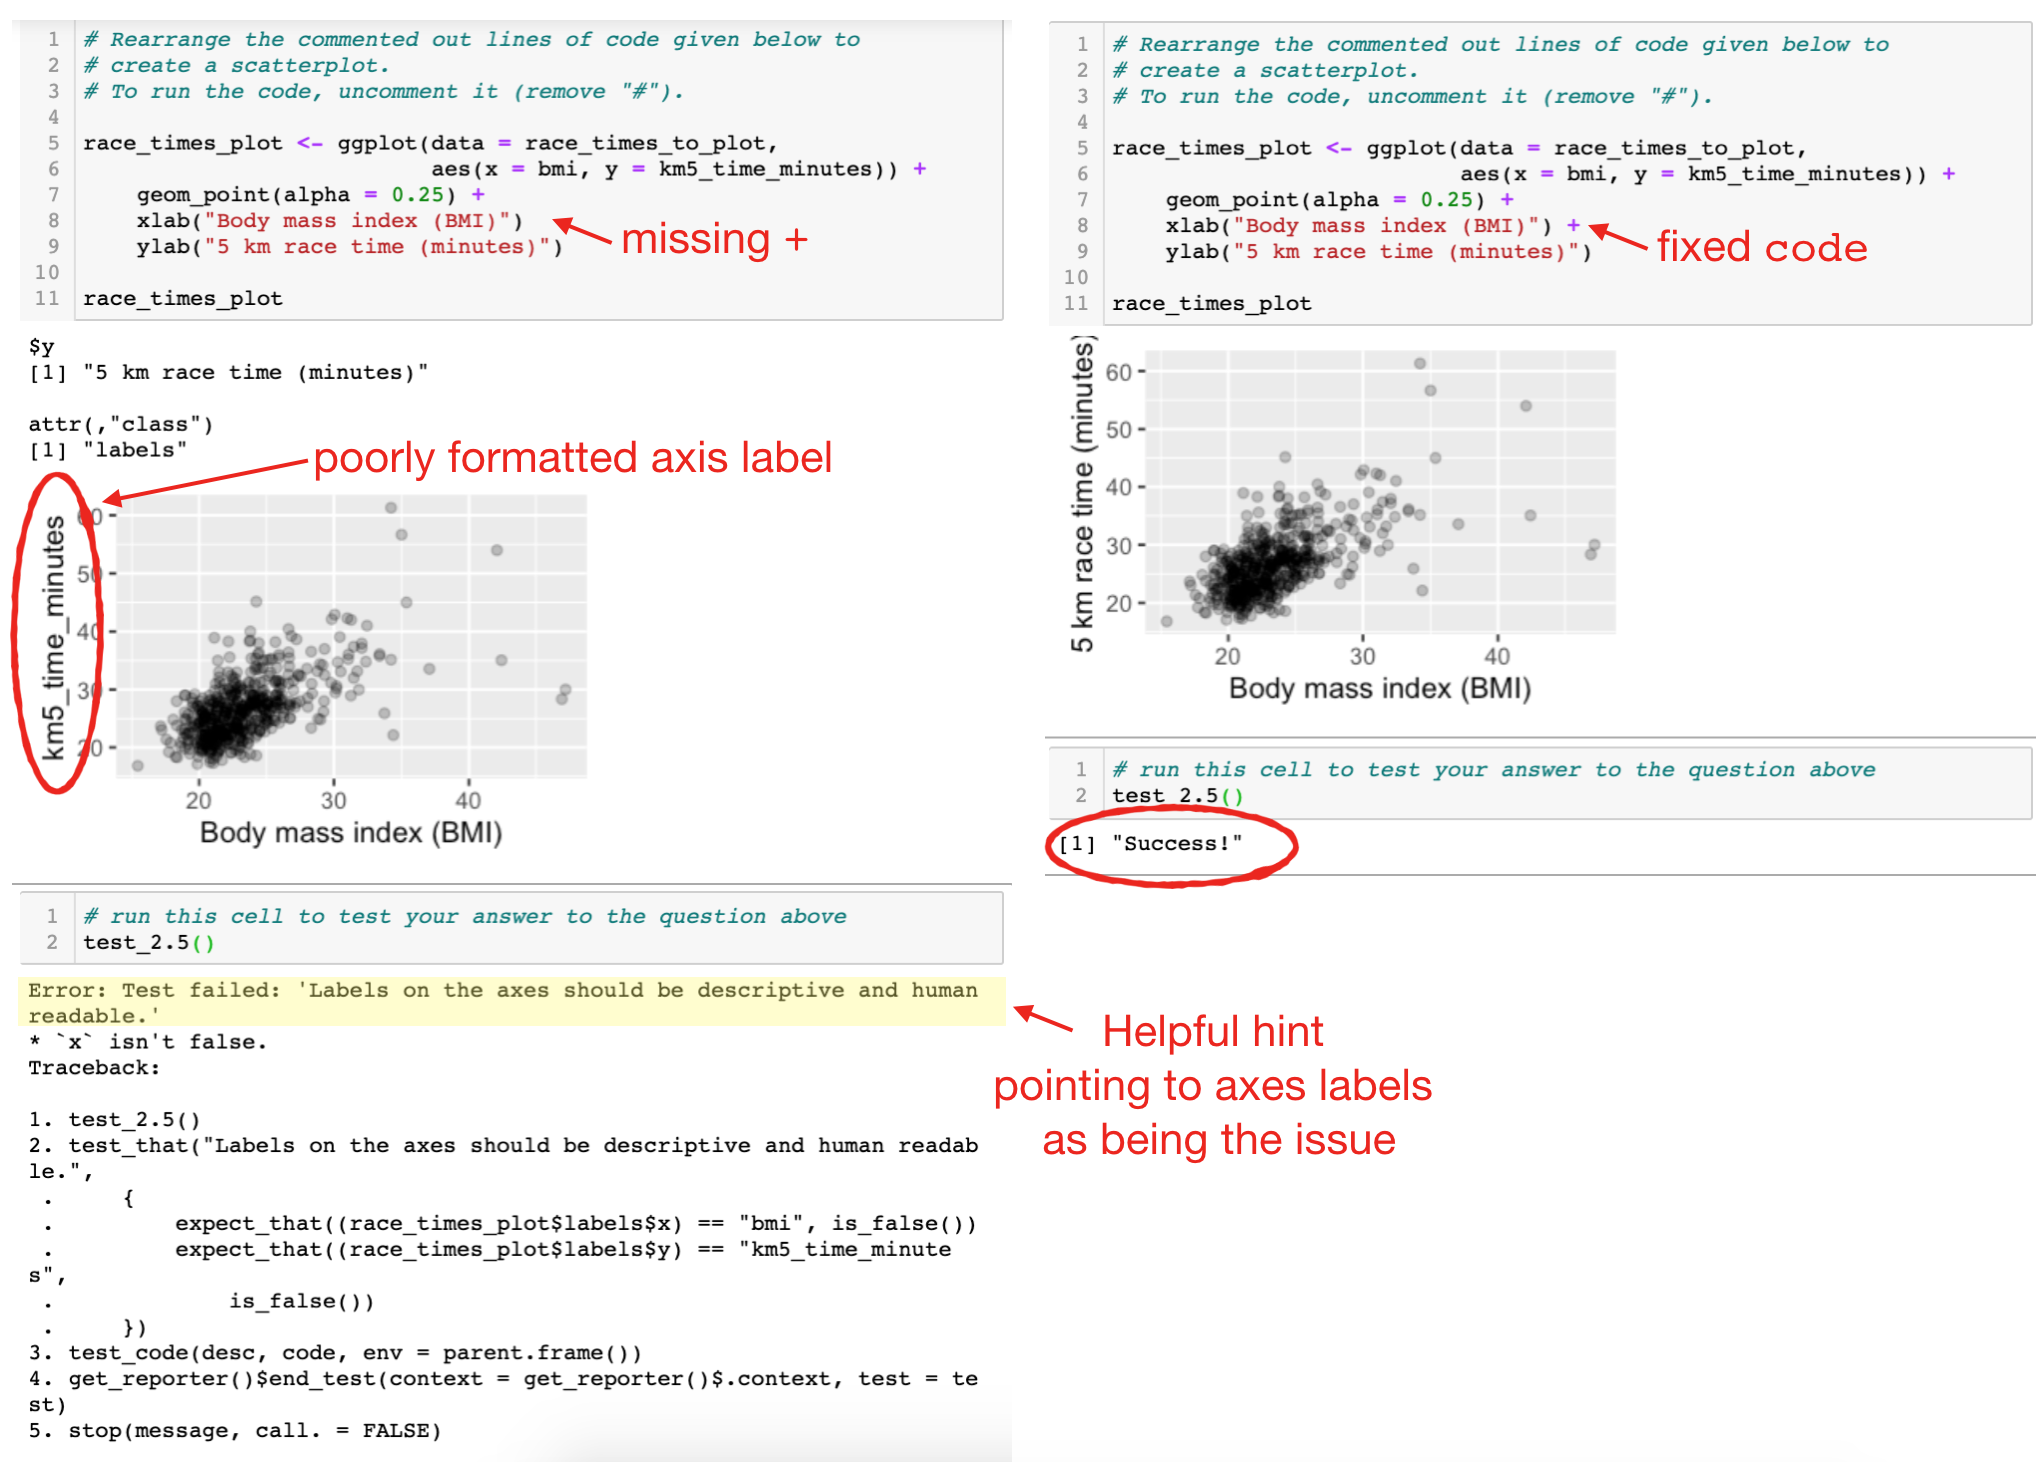 1 # Rearrange the commented out lines of code given below to
2 # create a scatterplot.
3 # To run the code, uncomment it (remove "#").
4
5 race_times_plot <- ggplot(data = race_times_to_plot,
6 aes(x = bmi, y = km5_time_minutes)) +
7 geom_point(alpha = 0.25) +
8 xlab("Body mass index (BMI)")
9 ylab("5 km race time (minutes)")
10
11 race_times_plot
missing +
$y
[1] "5 km race time (minutes)"
attr(,"class")
[1] "labels"
poorly formatted axis label
km5_time_minutes
60
50
40
30
20
20 30 40
Body mass index (BMI)
1 # run this cell to test your answer to the question above
2 test_2.5()
Error: Test failed: 'Labels on the axes should be descriptive and human
readable.'
* `x` isn't false.
Traceback:
1. test_2.5()
2. test_that("Labels on the axes should be descriptive and human readab
le.",
. {
. expect_that((race_times_plot$labels$x) == "bmi", is_false())
. expect_that((race_times_plot$labels$y) == "km5_time_minute
s",
. is_false())
. })
3. test_code(desc, code, env = parent.frame())
4. get_reporter()$end_test(context = get_reporter()$.context, test = te
st)
5. stop(message, call. = FALSE)
Helpful hint
pointing to axes labels
as being the issue
1 # Rearrange the commented out lines of code given below to
2 # create a scatterplot.
3 # To run the code, uncomment it (remove "#").
4
5 race_times_plot <- ggplot(data = race_times_to_plot,
6 aes(x = bmi, y = km5_time_minutes)) +
7 geom_point(alpha = 0.25) +
8 xlab("Body mass index (BMI)") +
9 ylab("5 km race time (minutes)")
10
11 race_times_plot
fixed code
5 km race time (minutes)
60
50
40
30
20
20 30 40
Body mass index (BMI)
1 # run this cell to test your answer to the question above
2 test_2.5()
[1] "Success!"